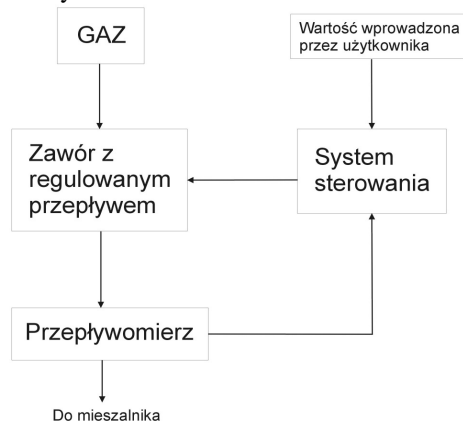 GAZ
Wartość wprowadzona
przez użytkownika
Zawór z
regulowanym
przepływem
System
sterowania
Przepływomierz
Do mieszalnika